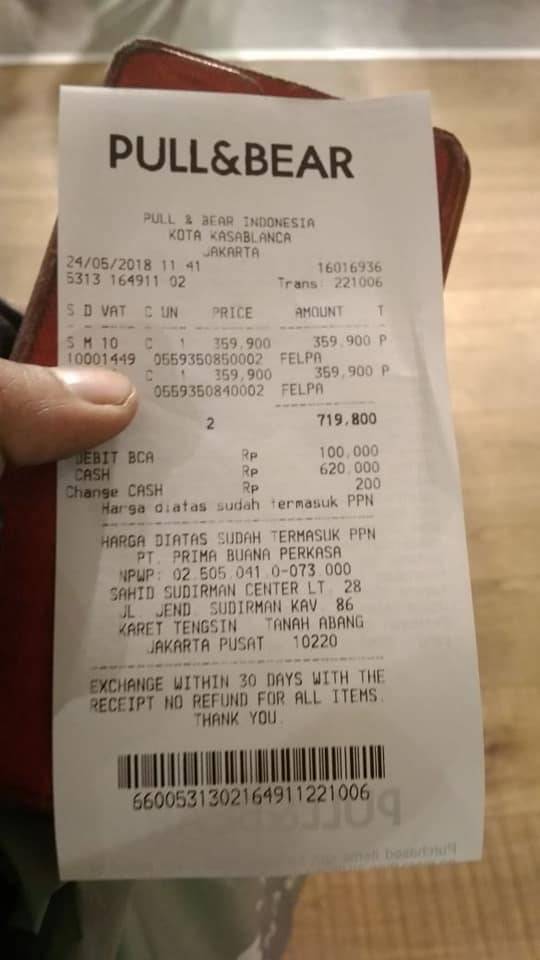 PULL&BEAR
PULL & BEAR INDONESIA
KOTA KASABLANCA
JAKARTA
24/05/2018 11 41 16016936
5313 164911 02 Trans: 221006
S D VAT C UN PRICE AMOUNT T
S M 10 C 1 359,900 359,900 P
10001449 0559350850002 FELPA
C 1 359,900 359,900 P
0559350840002 FELPA
2 719,800
DEBIT BCA Rp 100,000
CASH Rp 620,000
Change CASH Rp 200
Harga diatas sudah termasuk PPN
HARGA DIATAS SUDAH TERMASUK PPN
PT. PRIMA BUANA PERKASA
NPWP: 02.505.041.0-073.000
SAHID SUDIRMAN CENTER LT. 28
JL. JEND. SUDIRMAN KAV. 86
KARET TENGSIN TANAH ABANG
JAKARTA PUSAT 10220
EXCHANGE WITHIN 30 DAYS WITH THE
RECEIPT NO REFUND FOR ALL ITEMS.
THANK YOU.
6600531302164911221006